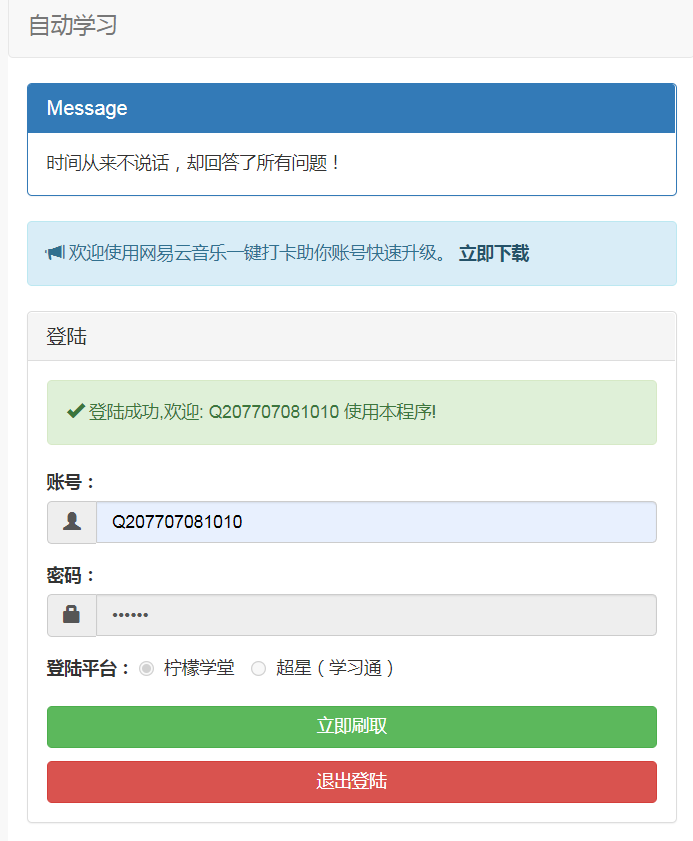 自动学习
Message
时间从来不说话，却回答了所有问题！
欢迎使用网易云音乐一键打卡助你账号快速升级。 立即下载
登陆
登陆成功,欢迎: Q207707081010 使用本程序!
账号：
Q207707081010
密码：
••••••
登陆平台： 柠檬学堂 超星（学习通）
立即刷取
退出登陆